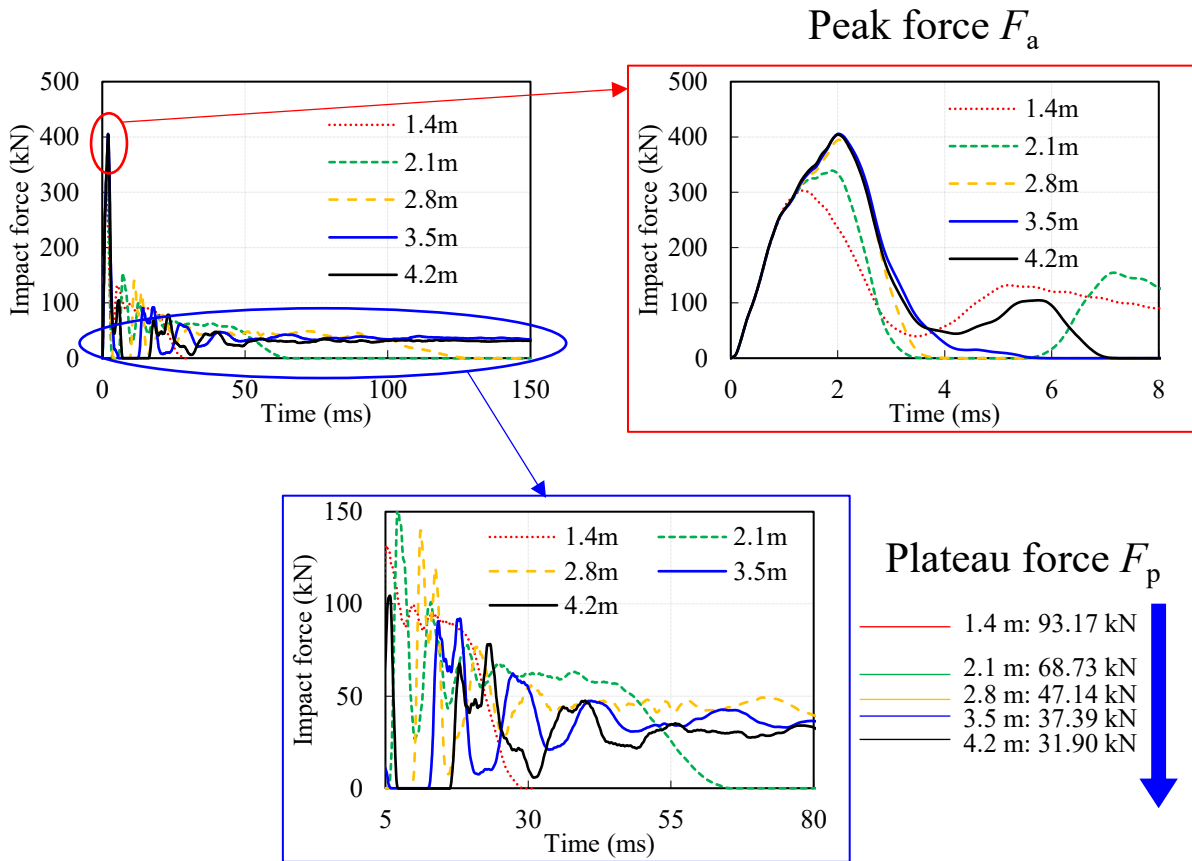 Peak force Fa
500
400
300
200
100
0
Impact force (kN)
1.4m
2.1m
2.8m
3.5m
4.2m
0
50
100
150
Time (ms)
500
400
300
200
100
0
Impact force (kN)
1.4m
2.1m
2.8m
3.5m
4.2m
0
2
4
6
8
Time (ms)
150
100
50
0
Impact force (kN)
1.4m
2.1m
2.8m
3.5m
4.2m
5
30
55
80
Time (ms)
Plateau force Fp
1.4 m: 93.17 kN
2.1 m: 68.73 kN
2.8 m: 47.14 kN
3.5 m: 37.39 kN
4.2 m: 31.90 kN